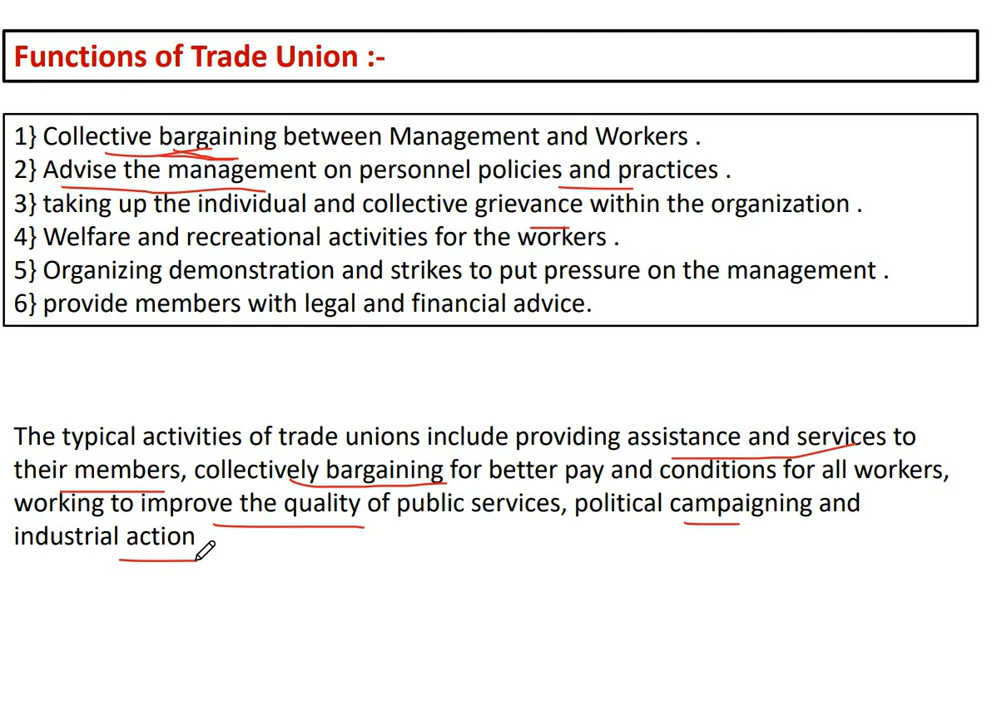 Functions of Trade Union :-
1} Collective bargaining between Management and Workers .
2} Advise the management on personnel policies and practices .
3} taking up the individual and collective grievance within the organization .
4} Welfare and recreational activities for the workers .
5} Organizing demonstration and strikes to put pressure on the management .
6} provide members with legal and financial advice.
The typical activities of trade unions include providing assistance and services to
their members, collectively bargaining for better pay and conditions for all workers,
working to improve the quality of public services, political campaigning and
industrial action